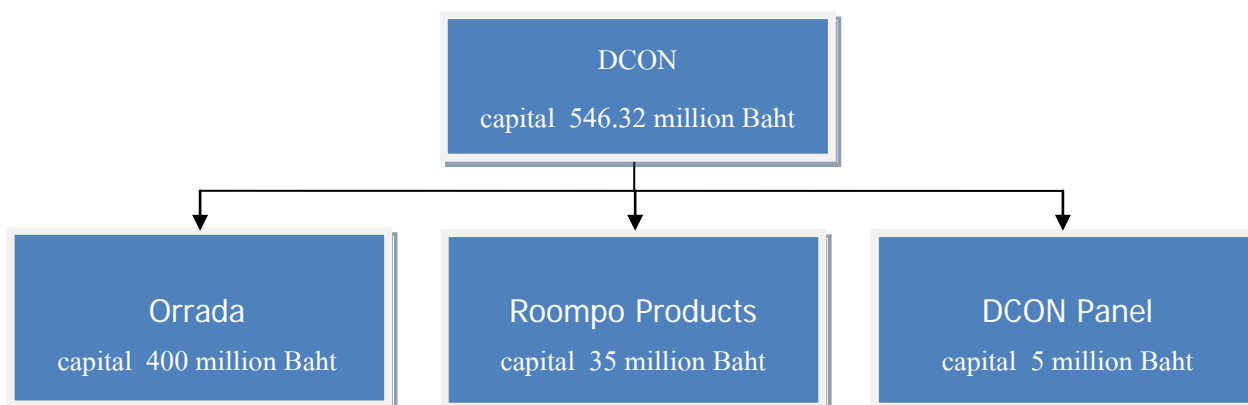 DCON
capital 546.32 million Baht
Orrada
capital 400 million Baht
Roompo Products
capital 35 million Baht
DCON Panel
capital 5 million Baht